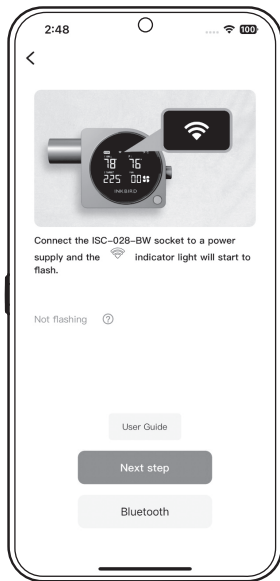 2:48
100
78 76
225 00
INKBIRD
Connect the ISC-028-BW socket to a power
supply and the indicator light will start to
flash.
Not flashing ?
User Guide
Next step
Bluetooth